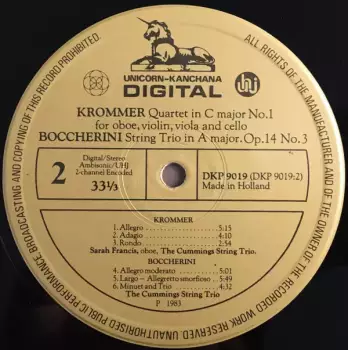 ALL RIGHTS OF THE MANUFACTURER AND OF THE OWNER OF THE RECORDED WORK RESERVED. UNAUTHORISED PUBLIC PERFORMANCE, BROADCASTING AND COPYING OF THIS RECORD PROHIBITED.
UNICORN-KANCHANA
DIGITAL
uhj
KROMMER Quartet in C major No.1
for oboe, violin, viola and cello
BOCCHERINI String Trio in A major. Op.14 No.3
2
Digital/Stereo
Ambisonic/UHJ
2-channel Encoded
33⅓
DKP 9019 (DKP 9019:2)
Made in Holland
KROMMER
1. Allegro 5:15
2. Adagio 4:10
3. Rondo 2:54
Sarah Francis, oboe, The Cummings String Trio.
BOCCHERINI
4. Allegro moderato 5:01
5. Largo – Allegretto smorfioso 5:49
6. Minuet and Trio 3:32
The Cummings String Trio
P 1983